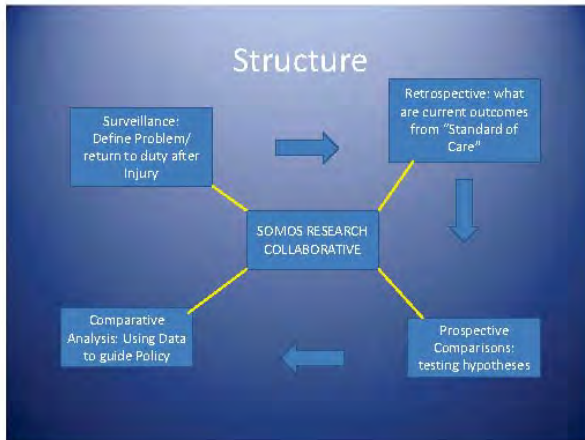 Structure
Surveillance:
Define Problem/
return to duty after
Injury
Retrospective: what
are current outcomes
from “Standard of
Care”
SOMOS RESEARCH
COLLABORATIVE
Comparative
Analysis: Using Data
to guide Policy
Prospective
Comparisons:
testing hypotheses